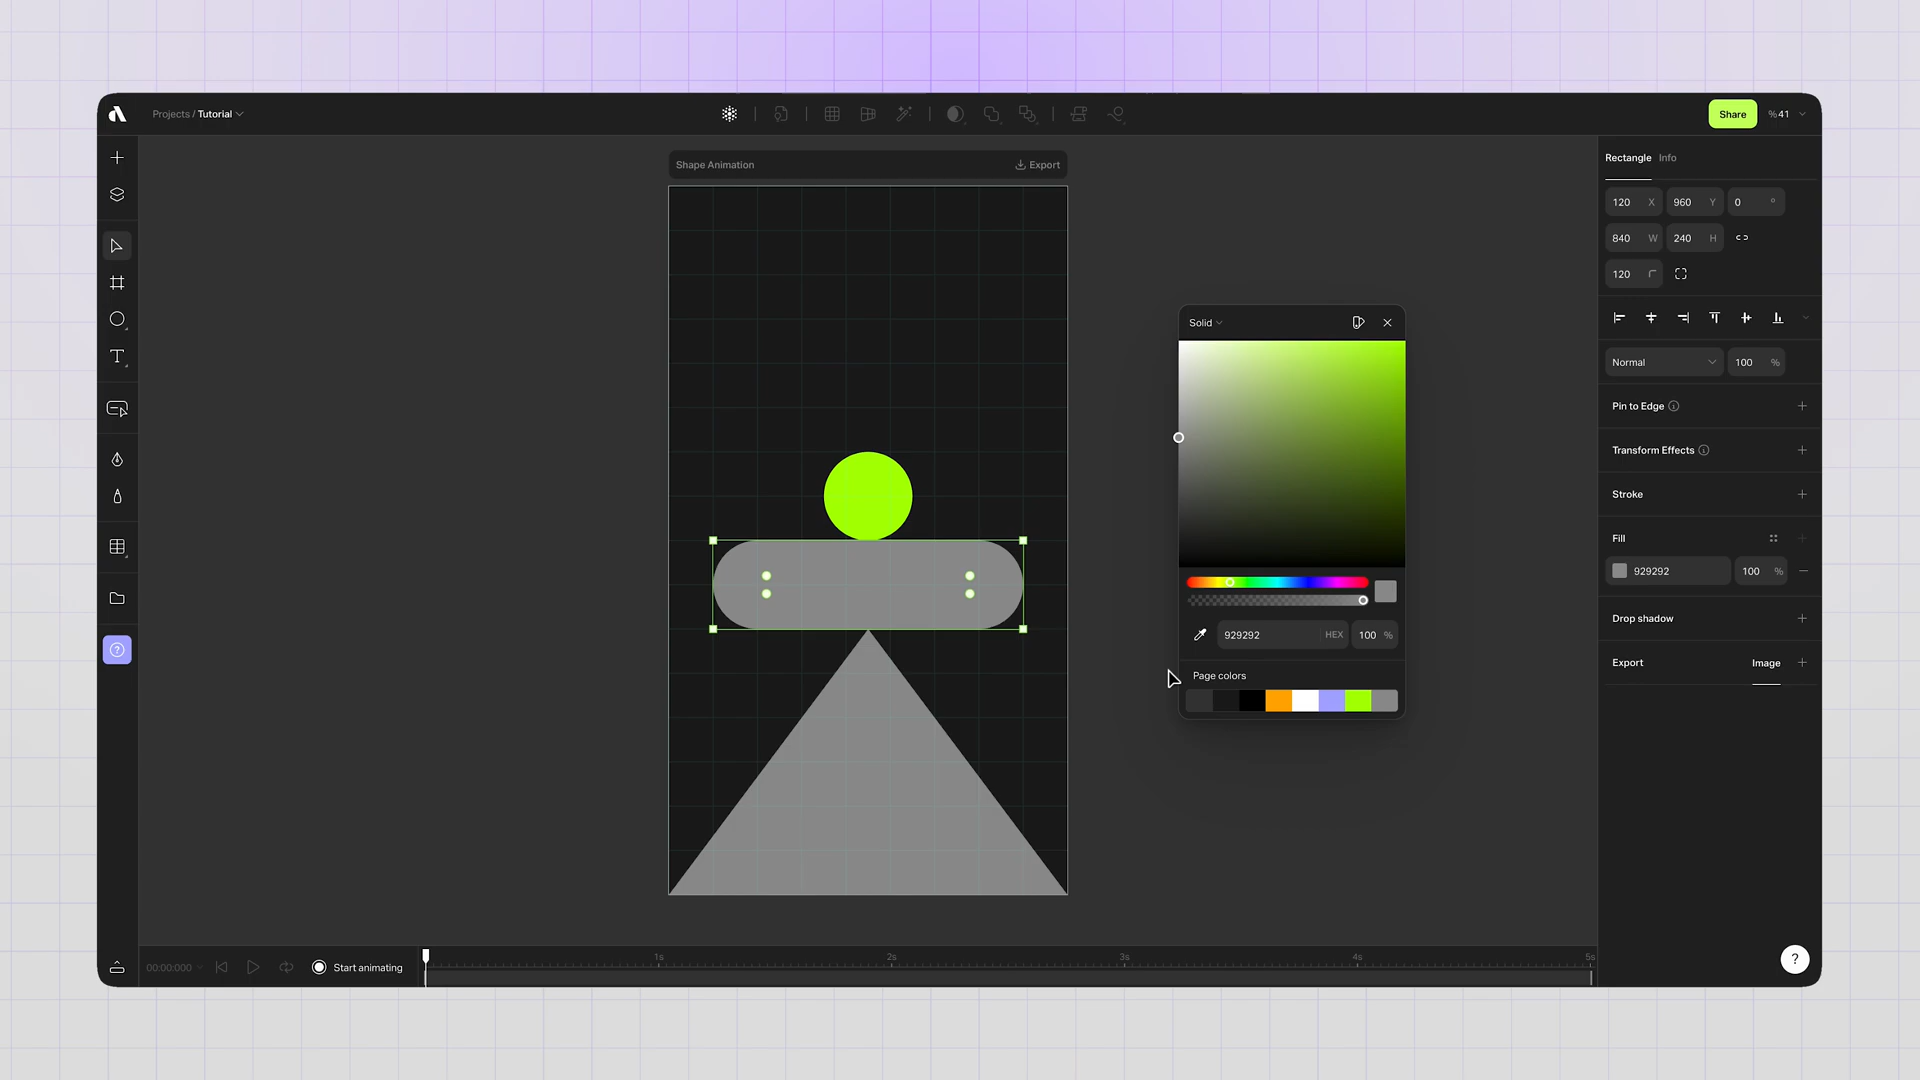 Projects / Tutorial
Share
%41
Shape Animation
Export
Rectangle Info
120 X 960 Y 0 °
840 W 240 H
120
Solid
Normal 100 %
Pin to Edge
Transform Effects
Stroke
Fill
929292 100 %
Drop shadow
929292 HEX 100 %
Export Image
Page colors
00:00:000
Start animating
1s 2s 3s 4s 5s
?